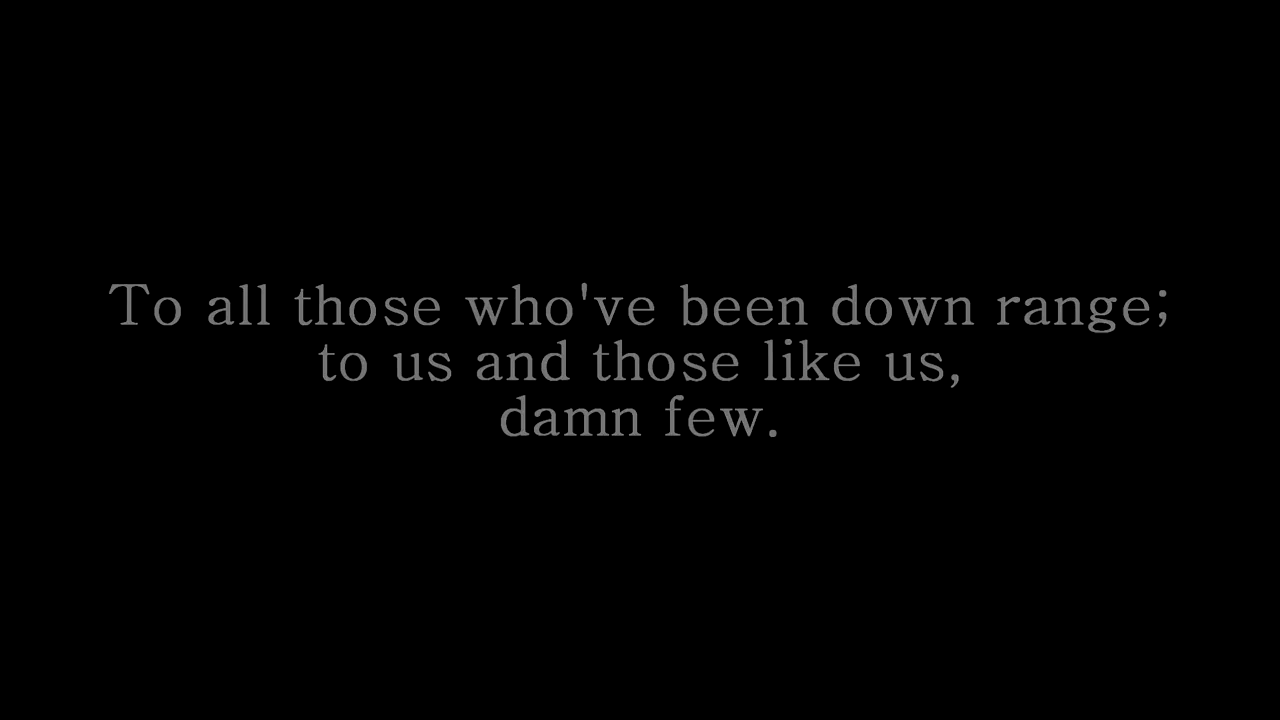 To all those who've been down range;
to us and those like us,
damn few.